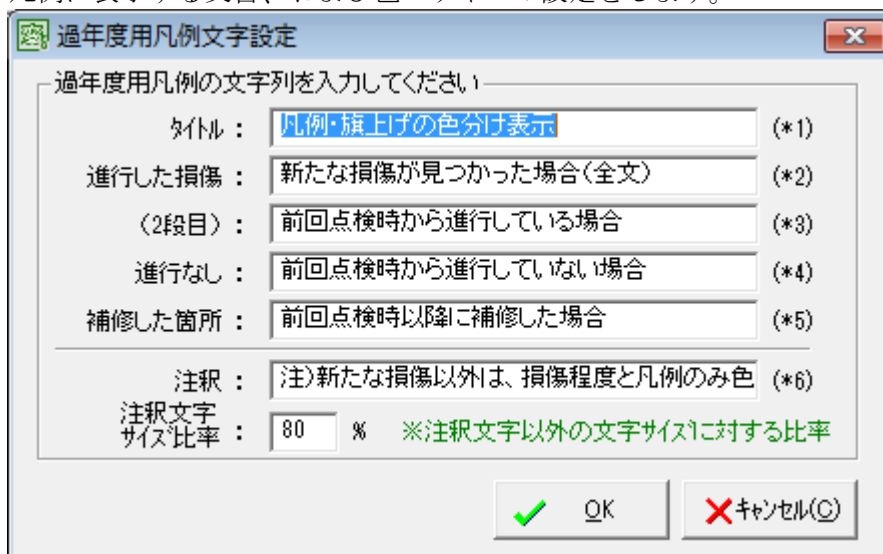 過年度用凡例文字設定
過年度用凡例の文字列を入力してください
ﾀｲﾄﾙ : 凡例・旗上げの色分け表示 (*1)
進行した損傷 : 新たな損傷が見つかった場合(全文) (*2)
(2段目) : 前回点検時から進行している場合 (*3)
進行なし : 前回点検時から進行していない場合 (*4)
補修した箇所 : 前回点検時以降に補修した場合 (*5)
注釈 : 注)新たな損傷以外は、損傷程度と凡例のみ色 (*6)
注釈文字
ｻｲｽﾞ比率 : 80 % ※注釈文字以外の文字ｻｲｽﾞに対する比率
OK ｷｬﾝｾﾙ(C)